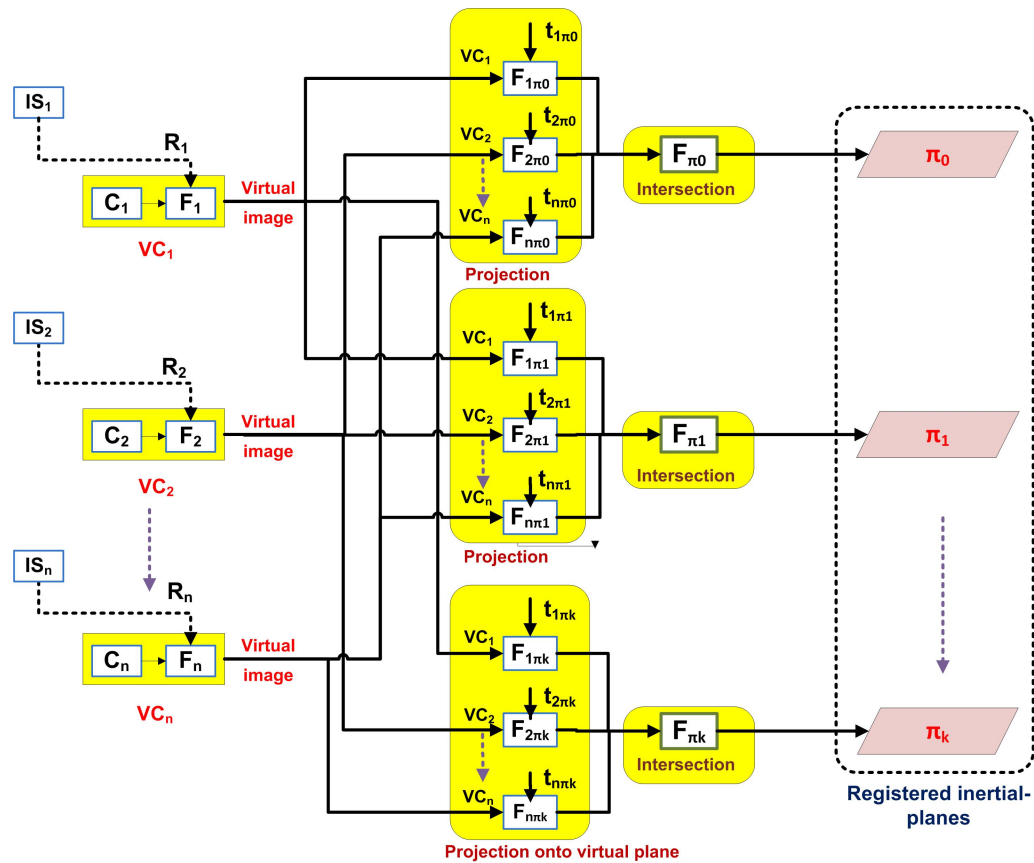 IS₁
R₁
C₁ F₁
VC₁
Virtual
image
IS₂
R₂
C₂ F₂
VC₂
Virtual
image
ISₙ
Rₙ
Cₙ Fₙ
VCₙ
Virtual
image
t₁π₀
VC₁
F₁π₀
t₂π₀
VC₂
F₂π₀
tₙπ₀
VCₙ
Fₙπ₀
Projection
Fπ₀
Intersection
π₀
t₁π₁
VC₁
F₁π₁
t₂π₁
VC₂
F₂π₁
tₙπ₁
VCₙ
Fₙπ₁
Projection
Fπ₁
Intersection
π₁
t₁πₖ
VC₁
F₁πₖ
t₂πₖ
VC₂
F₂πₖ
tₙπₖ
VCₙ
Fₙπₖ
Projection onto virtual plane
Fπₖ
Intersection
πₖ
Registered inertial-
planes